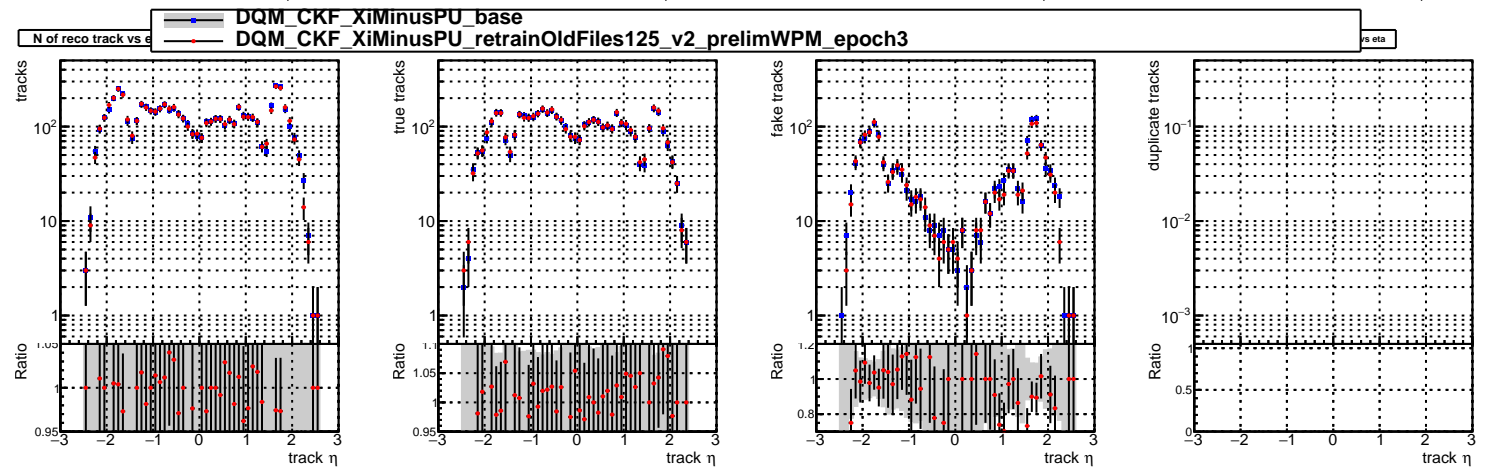 DQM_CKF_XiMinusPU_base
DQM_CKF_XiMinusPU_retrainOldFiles125_v2_prelimWPM_epoch3
N of reco track vs e
vs eta
tracks
10²
10
1
Ratio
1.05
1
0.95
−3 −2 −1 0 1 2 3
track η
true tracks
10²
10
1
Ratio
1.1
1.05
1
0.95
−3 −2 −1 0 1 2 3
track η
fake tracks
10²
10
1
Ratio
1.2
1
0.8
−3 −2 −1 0 1 2 3
track η
duplicate tracks
10⁻¹
10⁻²
10⁻³
Ratio
1
0.5
0
−3 −2 −1 0 1 2 3
track η